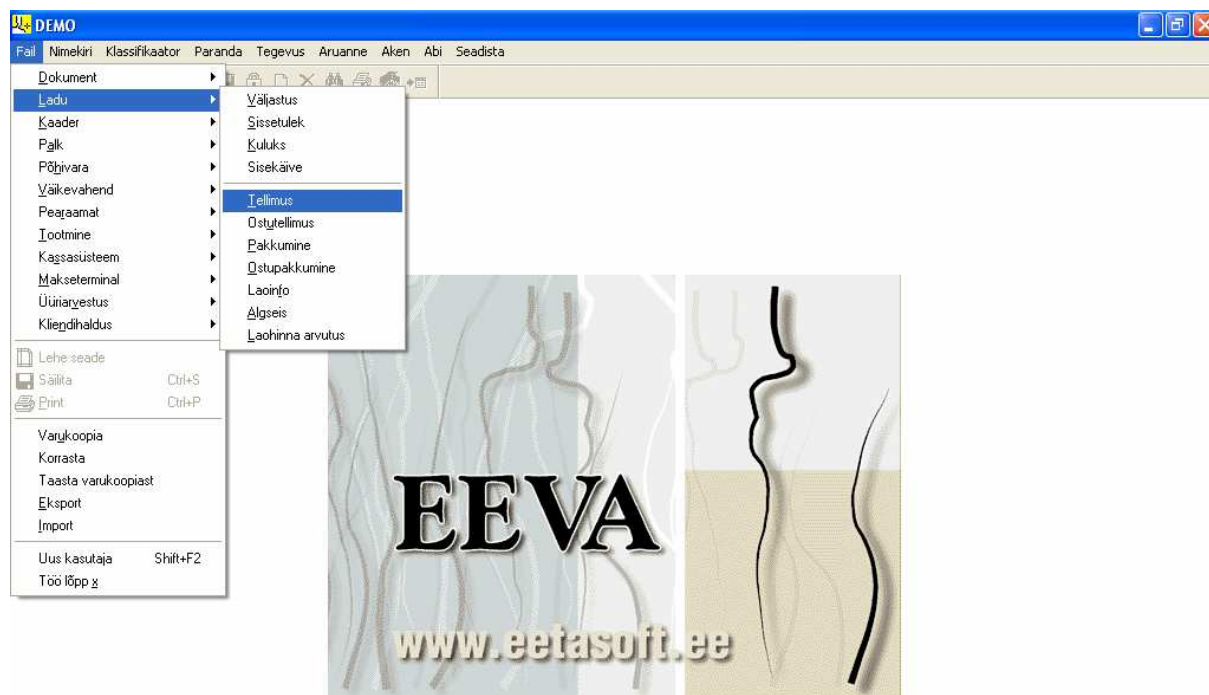 DEMO
Fail Nimekiri Klassifikaator Paranda Tegevus Aruanne Aken Abi Seadista
Dokument
Ladu
Kaader
Palk
Põhivara
Väikevahend
Pearaamat
Tootmine
Kassasüsteem
Makseterminal
Üüriarvestus
Kliendihaldus
Lehe seade
Säilita Ctrl+S
Print Ctrl+P
Varukoopia
Korrasta
Taasta varukoopiast
Eksport
Import
Uus kasutaja Shift+F2
Töö lõpp x
Väljastus
Sissetulek
Kuluks
Sisekäive
Tellimus
Ostutellimus
Pakkumine
Ostupakkumine
Laoinfo
Algseis
Laohinna arvutus
EEVA
www.eetasoft.ee